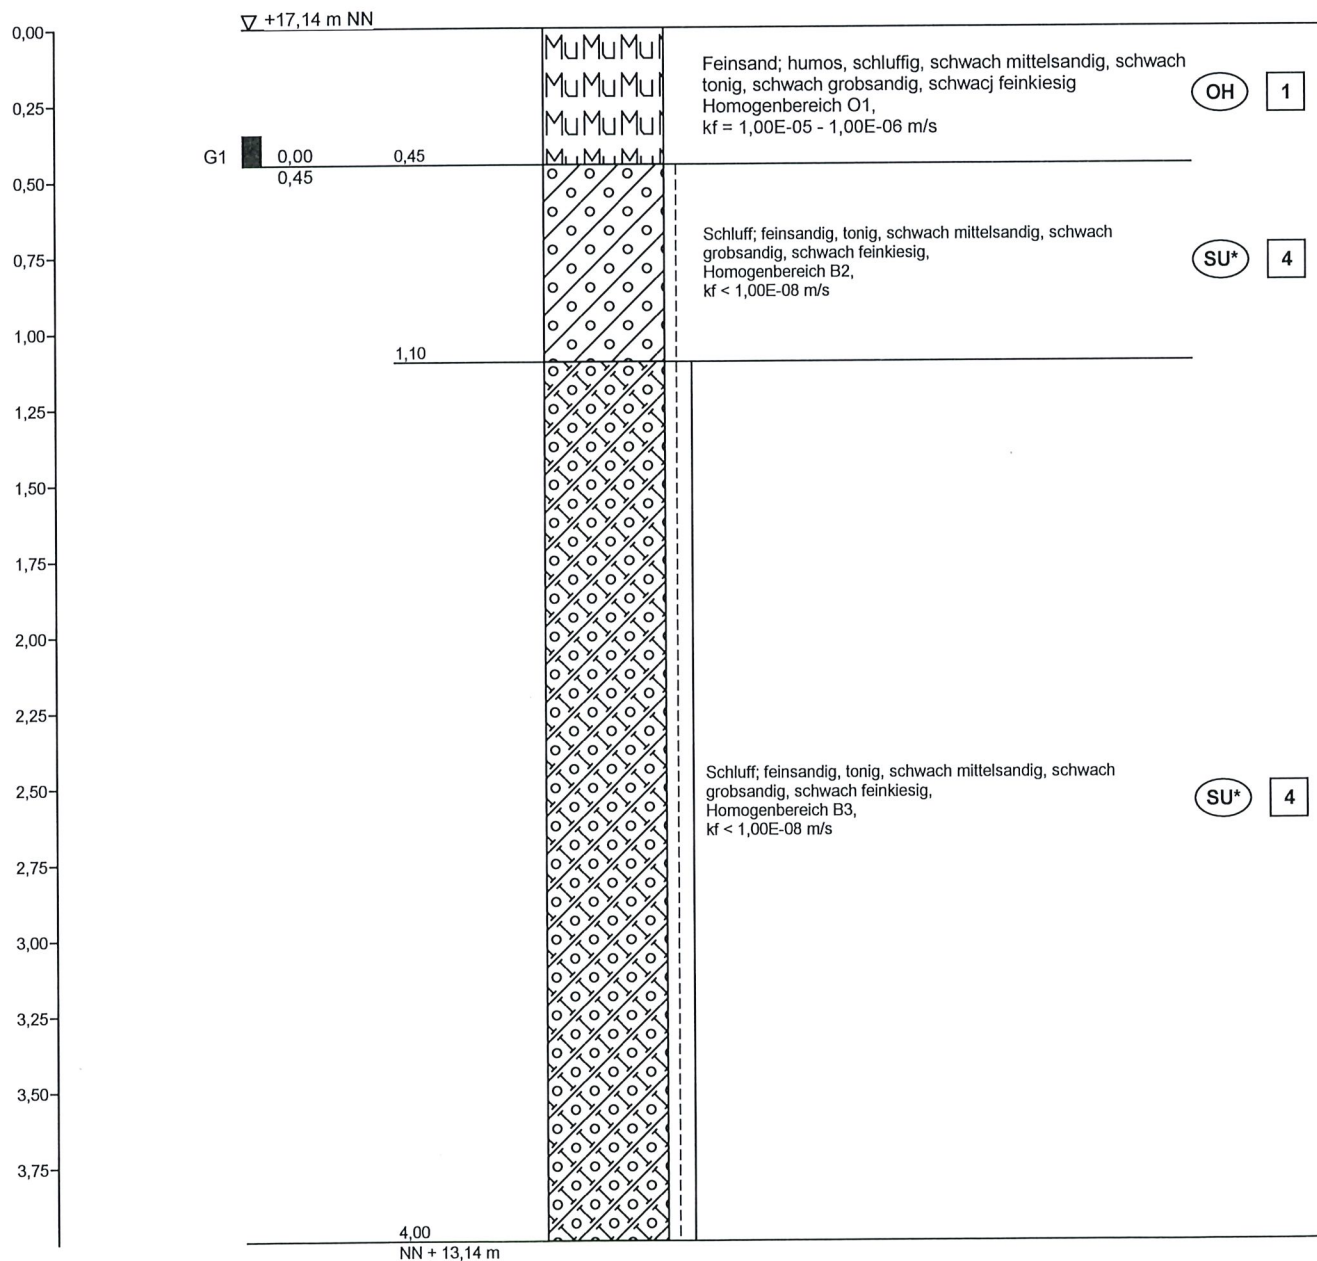 +17,14 m NN
0,00
0,25
0,50
0,75
1,00
1,25
1,50
1,75
2,00
2,25
2,50
2,75
3,00
3,25
3,50
3,75
MuMuMu
MuMuMu
MuMuMu
MuMuMu
Feinsand; humos, schluffig, schwach mittelsandig, schwach
tonig, schwach grobsandig, schwacj feinkiesig
Homogenbereich O1,
kf = 1,00E-05 - 1,00E-06 m/s
OH 1
G1 0,00 0,45
0,45
Schluff; feinsandig, tonig, schwach mittelsandig, schwach
grobsandig, schwach feinkiesig,
Homogenbereich B2,
kf < 1,00E-08 m/s
SU* 4
1,10
Schluff; feinsandig, tonig, schwach mittelsandig, schwach
grobsandig, schwach feinkiesig,
Homogenbereich B3,
kf < 1,00E-08 m/s
SU* 4
4,00
NN + 13,14 m